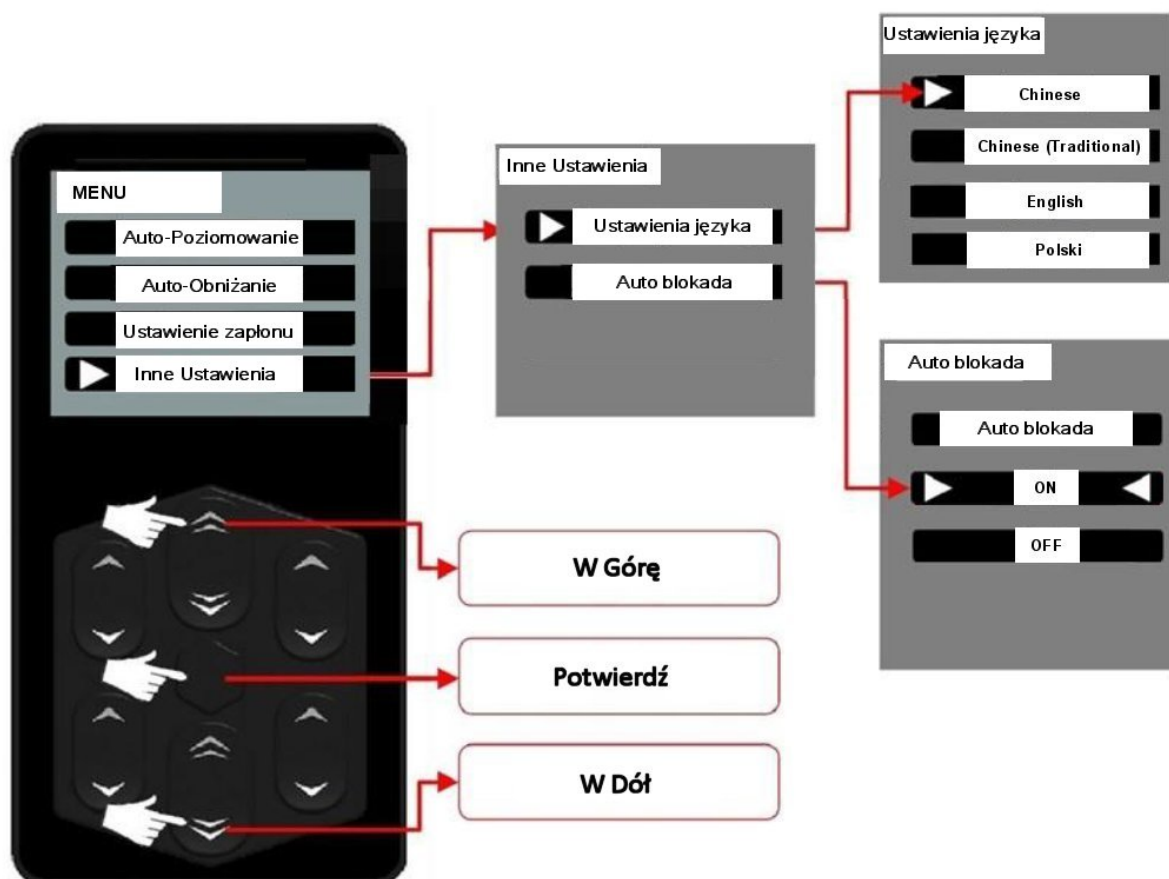 MENU
Auto-Poziomowanie
Auto-Obniżanie
Ustawienie zapłonu
Inne Ustawienia
Inne Ustawienia
Ustawienia języka
Auto blokada
Ustawienia języka
Chinese
Chinese (Traditional)
English
Polski
Auto blokada
Auto blokada
ON
OFF
W Górę
Potwierdź
W Dół